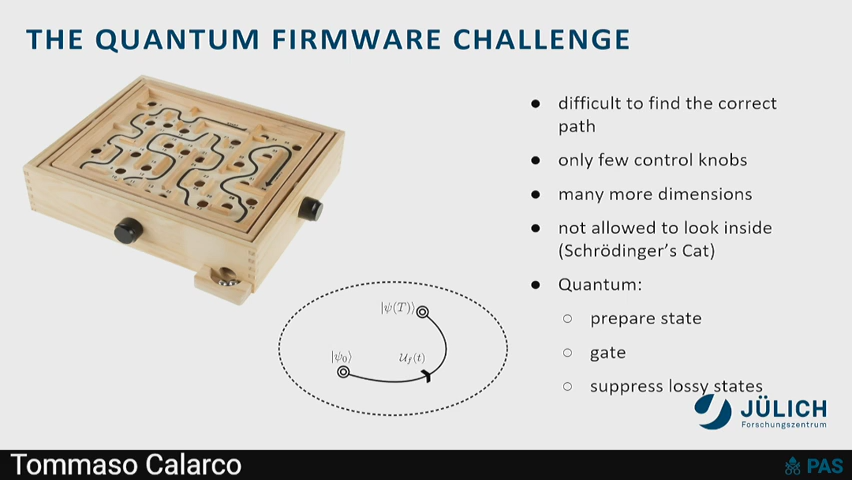 THE QUANTUM FIRMWARE CHALLENGE
● difficult to find the correct
path
● only few control knobs
● many more dimensions
● not allowed to look inside
(Schrödinger's Cat)
● Quantum:
○ prepare state
○ gate
○ suppress lossy states
|ψ(T)⟩
|ψ₀⟩
𝒰_f(t)
JÜLICH
Forschungszentrum
Tommaso Calarco
PAS